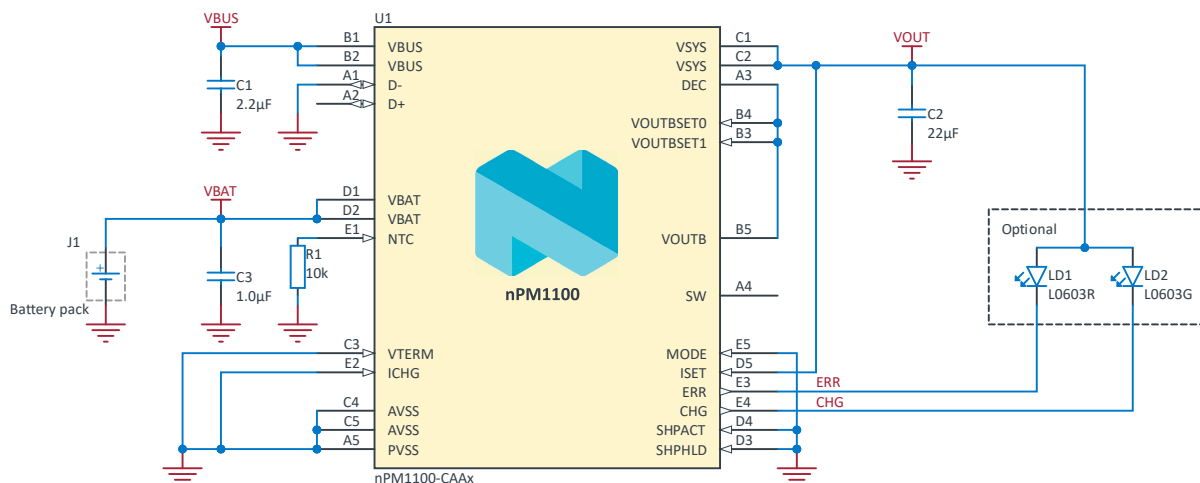 U1
VBUS
C1
2.2µF
VBAT
J1
Battery pack
C3
1.0µF
R1
10k
B1 VBUS
B2 VBUS
A1 D-
A2 D+
D1 VBAT
D2 VBAT
E1 NTC
C3 VTERM
E2 ICHG
C4 AVSS
C5 AVSS
A5 PVSS
nPM1100
VSYS C1
VSYS C2
DEC A3
VOUTBSET0 B4
VOUTBSET1 B3
VOUTB B5
SW A4
MODE E5
ISET D5
ERR E3 ERR
CHG E4 CHG
SHPACT D4
SHPHLD D3
nPM1100-CAAx
VOUT
C2
22µF
Optional
LD1
L0603R
LD2
L0603G